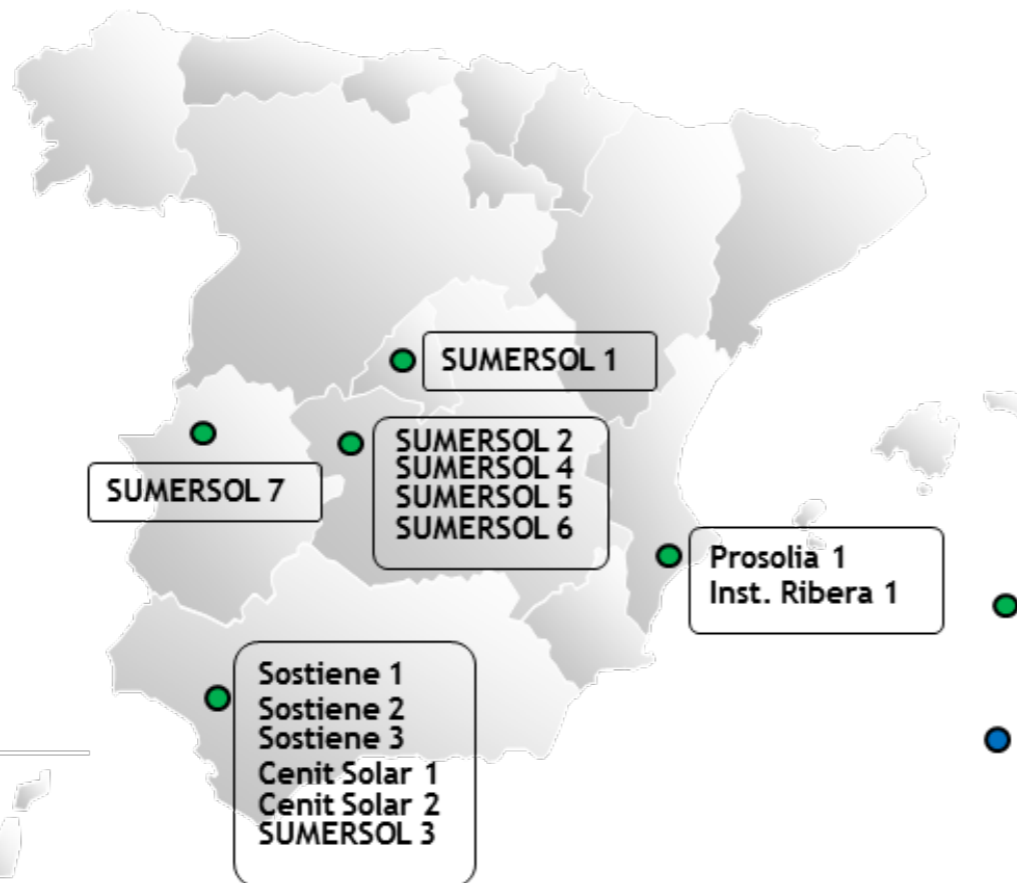 SUMERSOL 1
SUMERSOL 2
SUMERSOL 4
SUMERSOL 5
SUMERSOL 6
SUMERSOL 7
Prosolia 1
Inst. Ribera 1
Sostiene 1
Sostiene 2
Sostiene 3
Cenit Solar 1
Cenit Solar 2
SUMERSOL 3